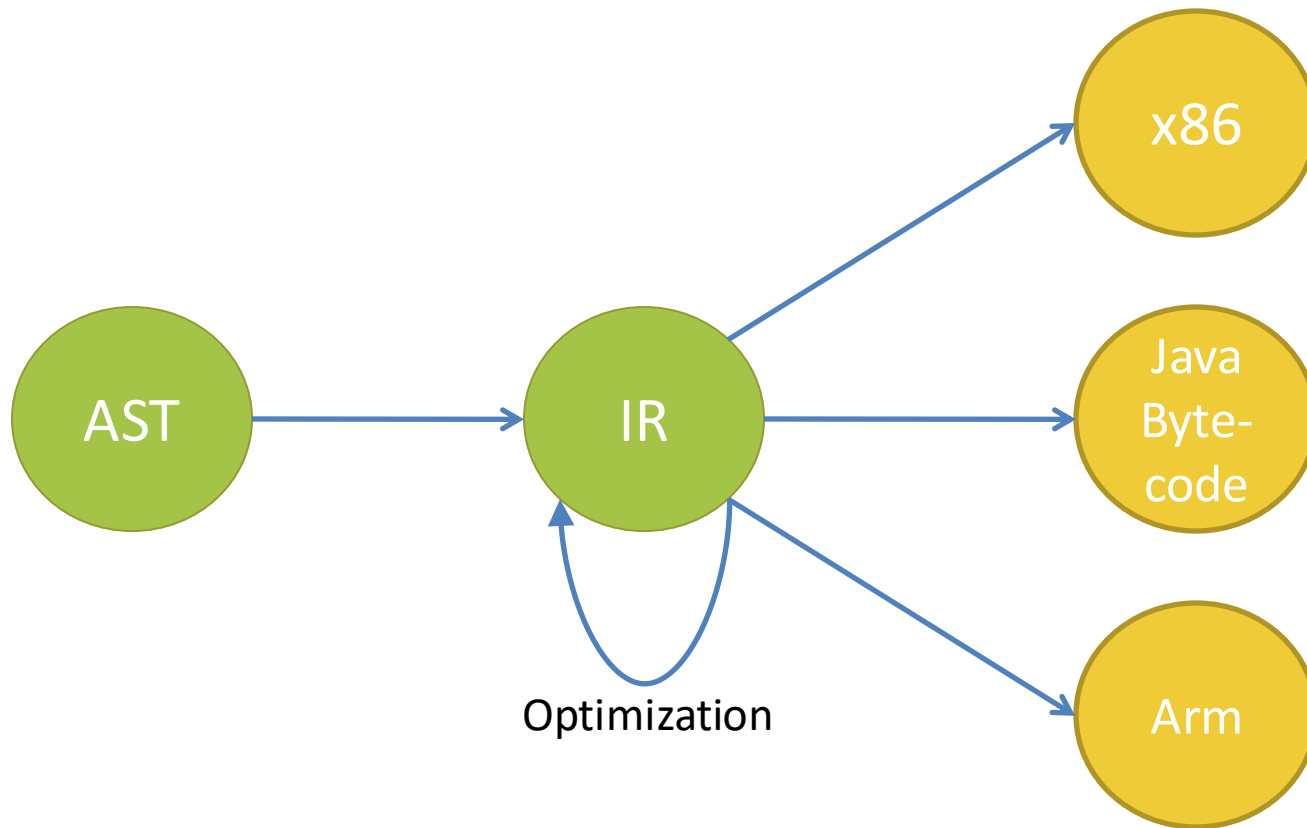 x86
AST
IR
Java
Byte-
code
Optimization
Arm